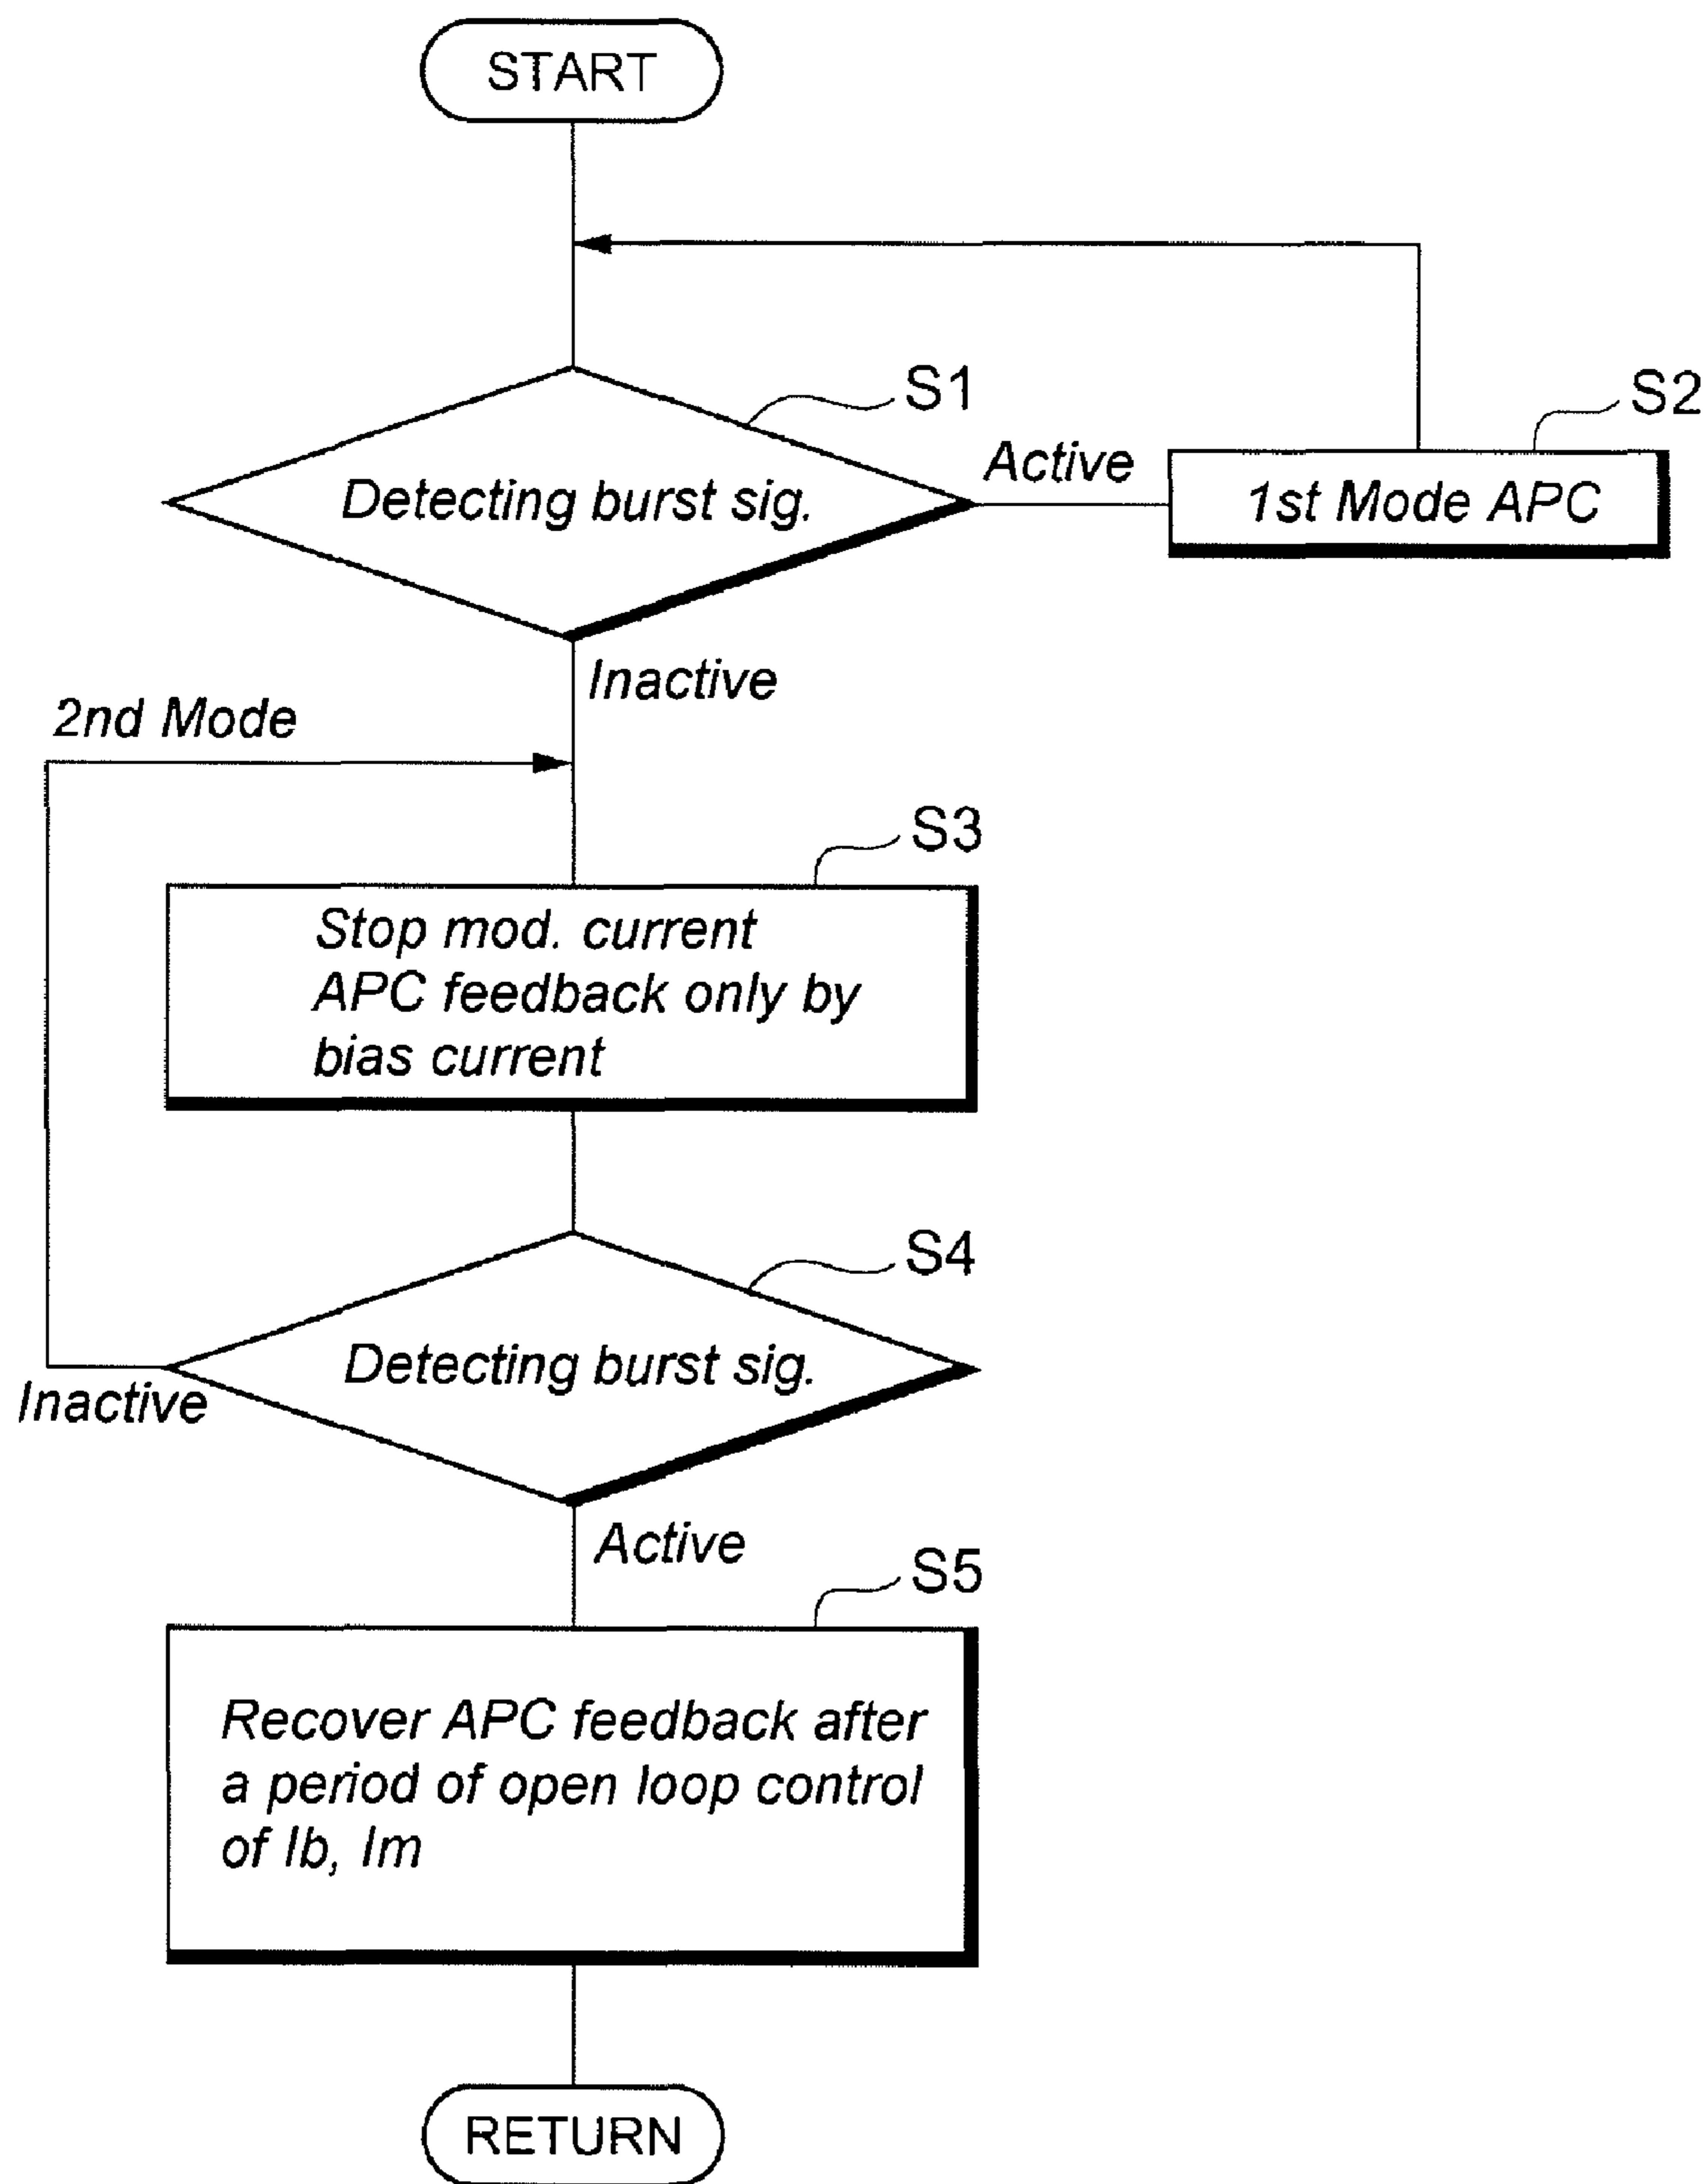 START
S1
S2
Detecting burst sig.
Active
1st Mode APC
Inactive
2nd Mode
S3
Stop mod. current
APC feedback only by
bias current
S4
Detecting burst sig.
Inactive
Active
S5
Recover APC feedback after
a period of open loop control
of Ib, Im
RETURN